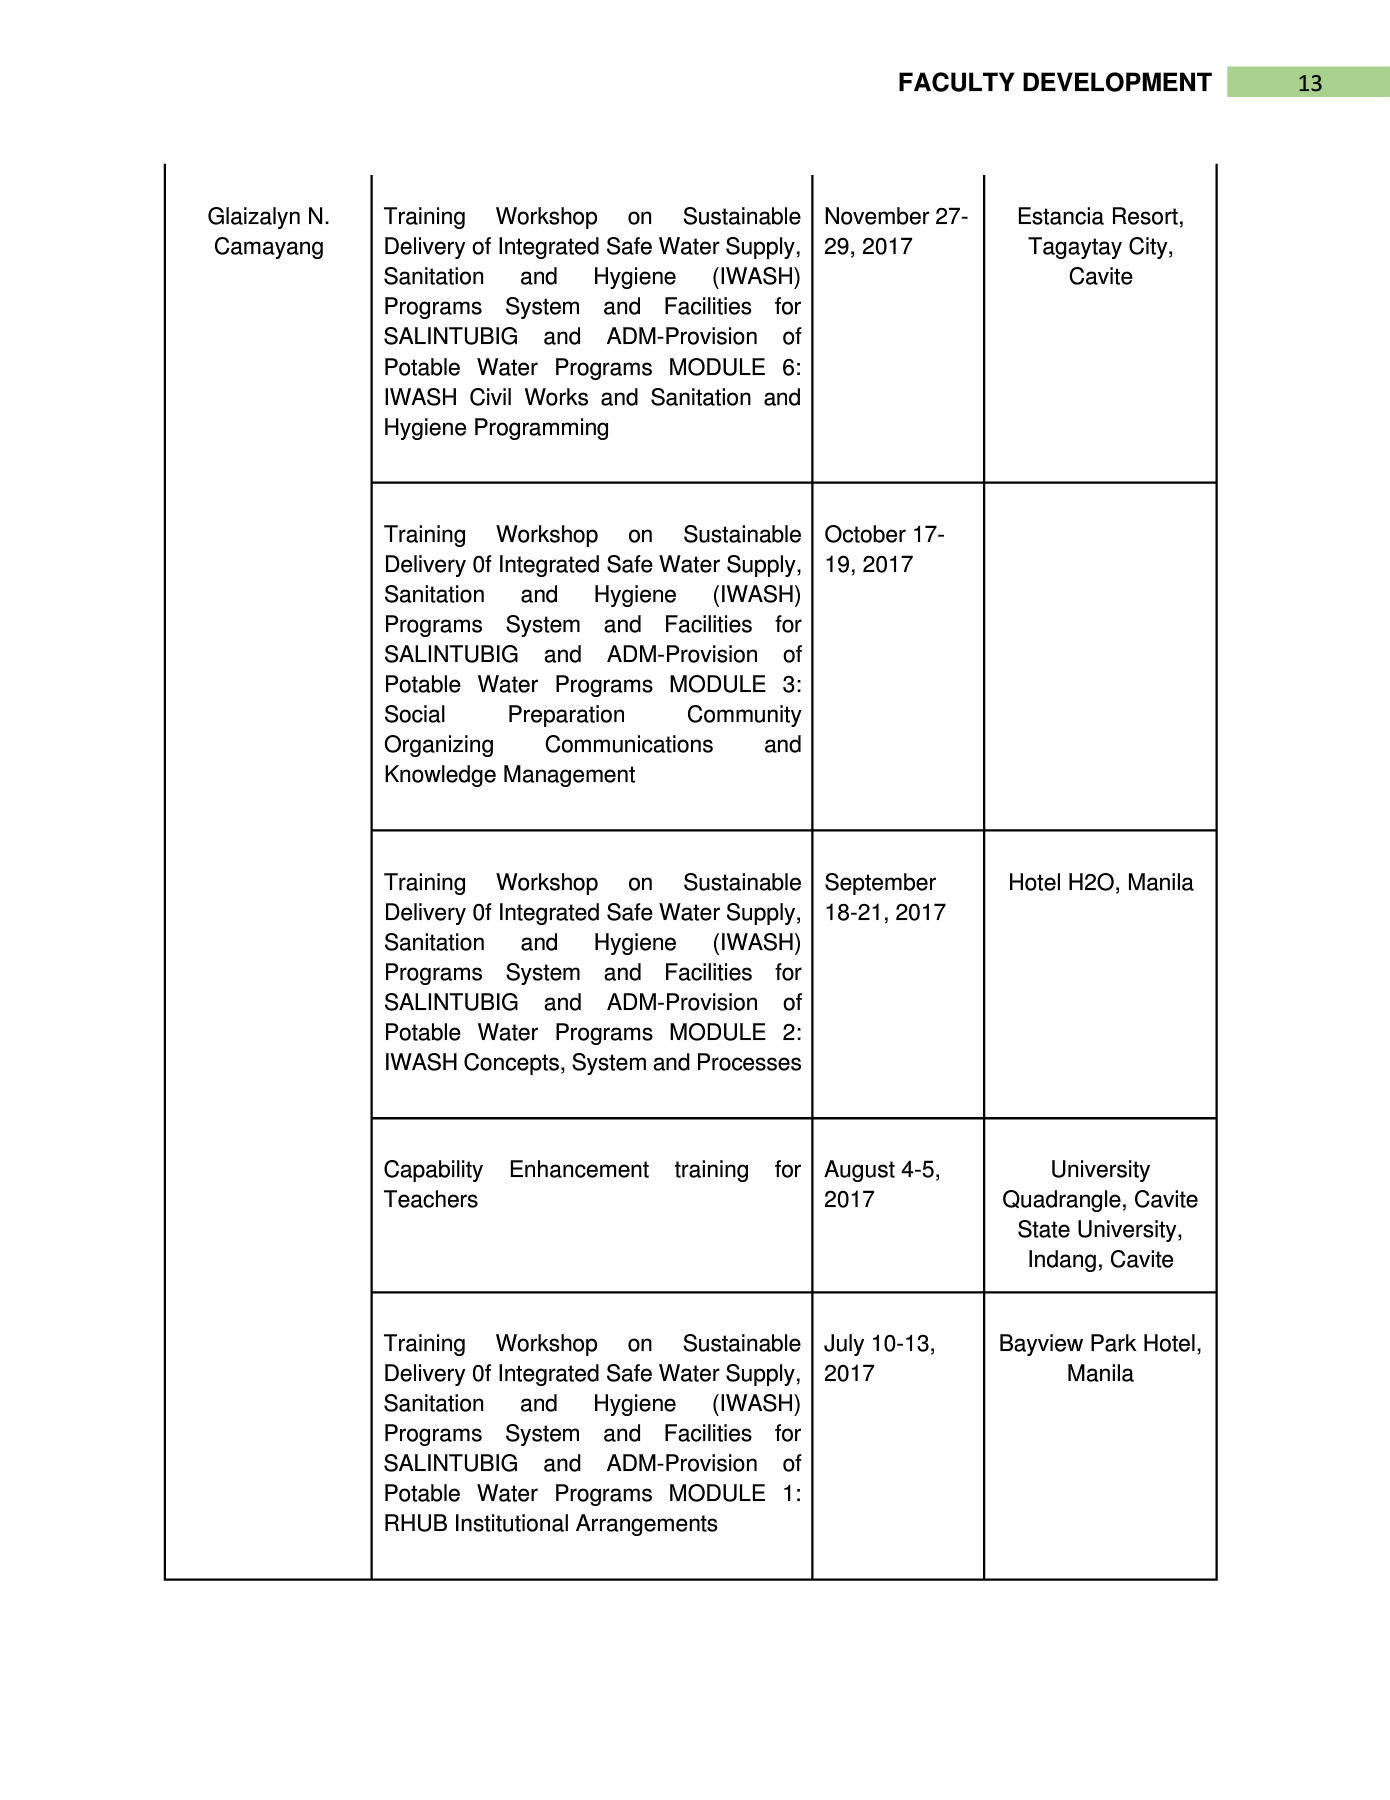 FACULTY DEVELOPMENT 13
Glaizalyn N.
Camayang
Training Workshop on Sustainable
Delivery of Integrated Safe Water Supply,
Sanitation and Hygiene (IWASH)
Programs System and Facilities for
SALINTUBIG and ADM-Provision of
Potable Water Programs MODULE 6:
IWASH Civil Works and Sanitation and
Hygiene Programming
November 27-
29, 2017
Estancia Resort,
Tagaytay City,
Cavite
Training Workshop on Sustainable
Delivery 0f Integrated Safe Water Supply,
Sanitation and Hygiene (IWASH)
Programs System and Facilities for
SALINTUBIG and ADM-Provision of
Potable Water Programs MODULE 3:
Social Preparation Community
Organizing Communications and
Knowledge Management
October 17-
19, 2017
Training Workshop on Sustainable
Delivery 0f Integrated Safe Water Supply,
Sanitation and Hygiene (IWASH)
Programs System and Facilities for
SALINTUBIG and ADM-Provision of
Potable Water Programs MODULE 2:
IWASH Concepts, System and Processes
September
18-21, 2017
Hotel H2O, Manila
Capability Enhancement training for
Teachers
August 4-5,
2017
University
Quadrangle, Cavite
State University,
Indang, Cavite
Training Workshop on Sustainable
Delivery 0f Integrated Safe Water Supply,
Sanitation and Hygiene (IWASH)
Programs System and Facilities for
SALINTUBIG and ADM-Provision of
Potable Water Programs MODULE 1:
RHUB Institutional Arrangements
July 10-13,
2017
Bayview Park Hotel,
Manila